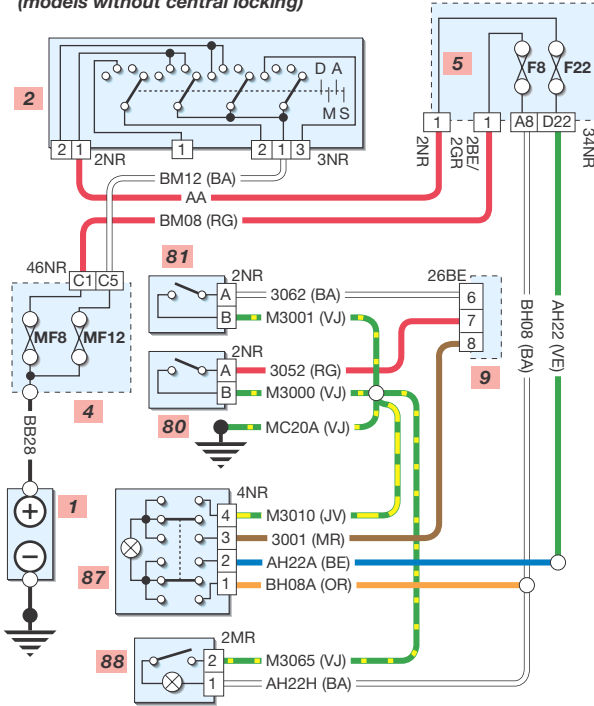 (models without central locking)
2
D A
M S
2 1 2NR
1
2 1 3 3NR
5
F8 F22
1 1 A8 D22
2NR
2BE/
2GR
34NR
BM12 (BA)
AA
BM08 (RG)
46NR
C1 C5
MF8 MF12
4
BB28
1
+
−
81
2NR
A 3062 (BA)
B M3001 (VJ)
2NR
A 3052 (RG)
B M3000 (VJ)
80
MC20A (VJ)
26BE
6
7
8
9
BH08 (BA)
AH22 (VE)
4NR
4 M3010 (JV)
3 3001 (MR)
2 AH22A (BE)
1 BH08A (OR)
87
2MR
88
2 M3065 (VJ)
1 AH22H (BA)